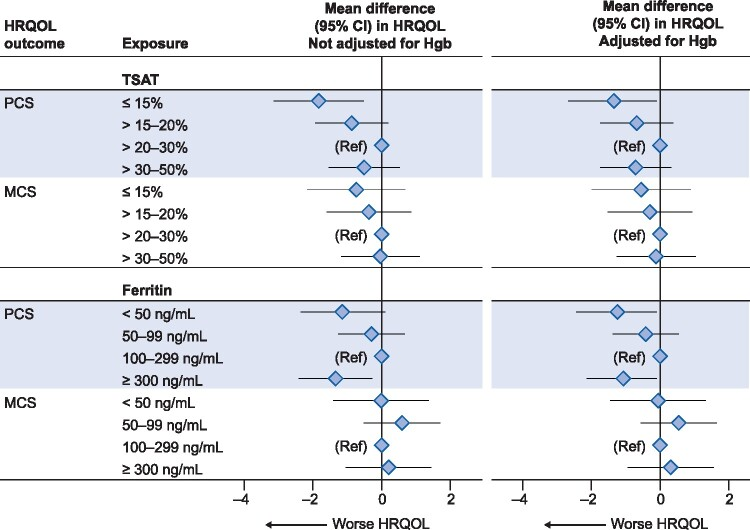 HRQOL outcome
Exposure
Mean difference (95% CI) in HRQOL Not adjusted for Hgb
Mean difference (95% CI) in HRQOL Adjusted for Hgb
TSAT
PCS ≤ 15%
> 15–20%
> 20–30% (Ref) (Ref)
> 30–50%
MCS ≤ 15%
> 15–20%
> 20–30% (Ref) (Ref)
> 30–50%
Ferritin
PCS < 50 ng/mL
50–99 ng/mL
100–299 ng/mL (Ref) (Ref)
≥ 300 ng/mL
MCS < 50 ng/mL
50–99 ng/mL
100–299 ng/mL (Ref) (Ref)
≥ 300 ng/mL
–4 –2 0 2 –4 –2 0 2
Worse HRQOL Worse HRQOL